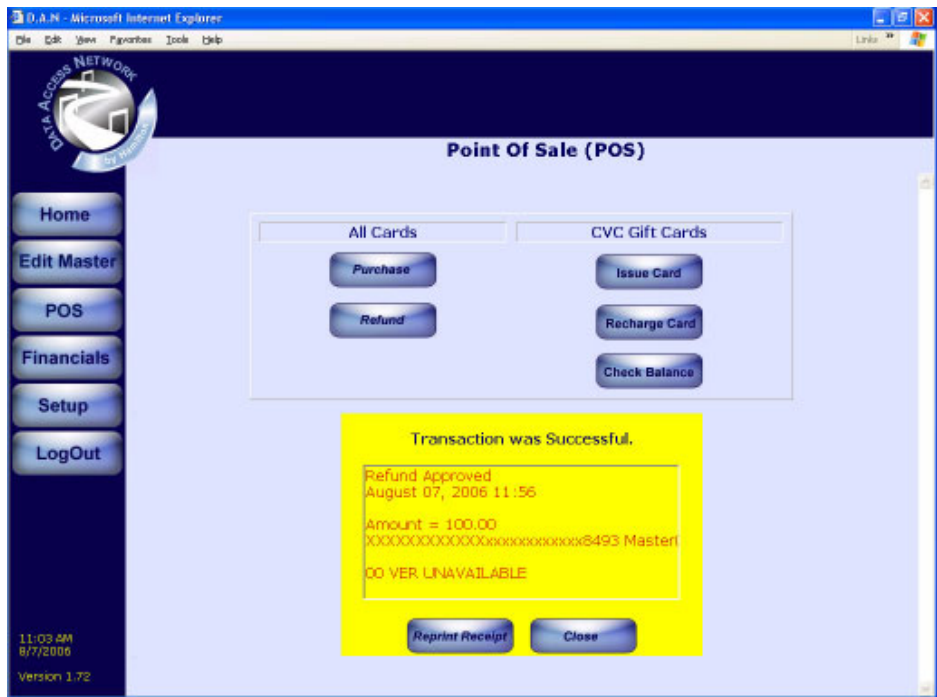 D.A.N - Microsoft Internet Explorer
File Edit View Favorites Tools Help
Links »
DATA ACCESS NETWORK
by Hamilton
Point Of Sale (POS)
Home
Edit Master
POS
Financials
Setup
LogOut
All Cards
CVC Gift Cards
Purchase
Issue Card
Refund
Recharge Card
Check Balance
Transaction was Successful.
Refund Approved
August 07, 2006 11:56
Amount = 100.00
XXXXXXXXXXXXXxxxxxxxxxxxx8493 Master(
00 VER UNAVAILABLE
Reprint Receipt
Close
11:03 AM
8/7/2006
Version 1.72